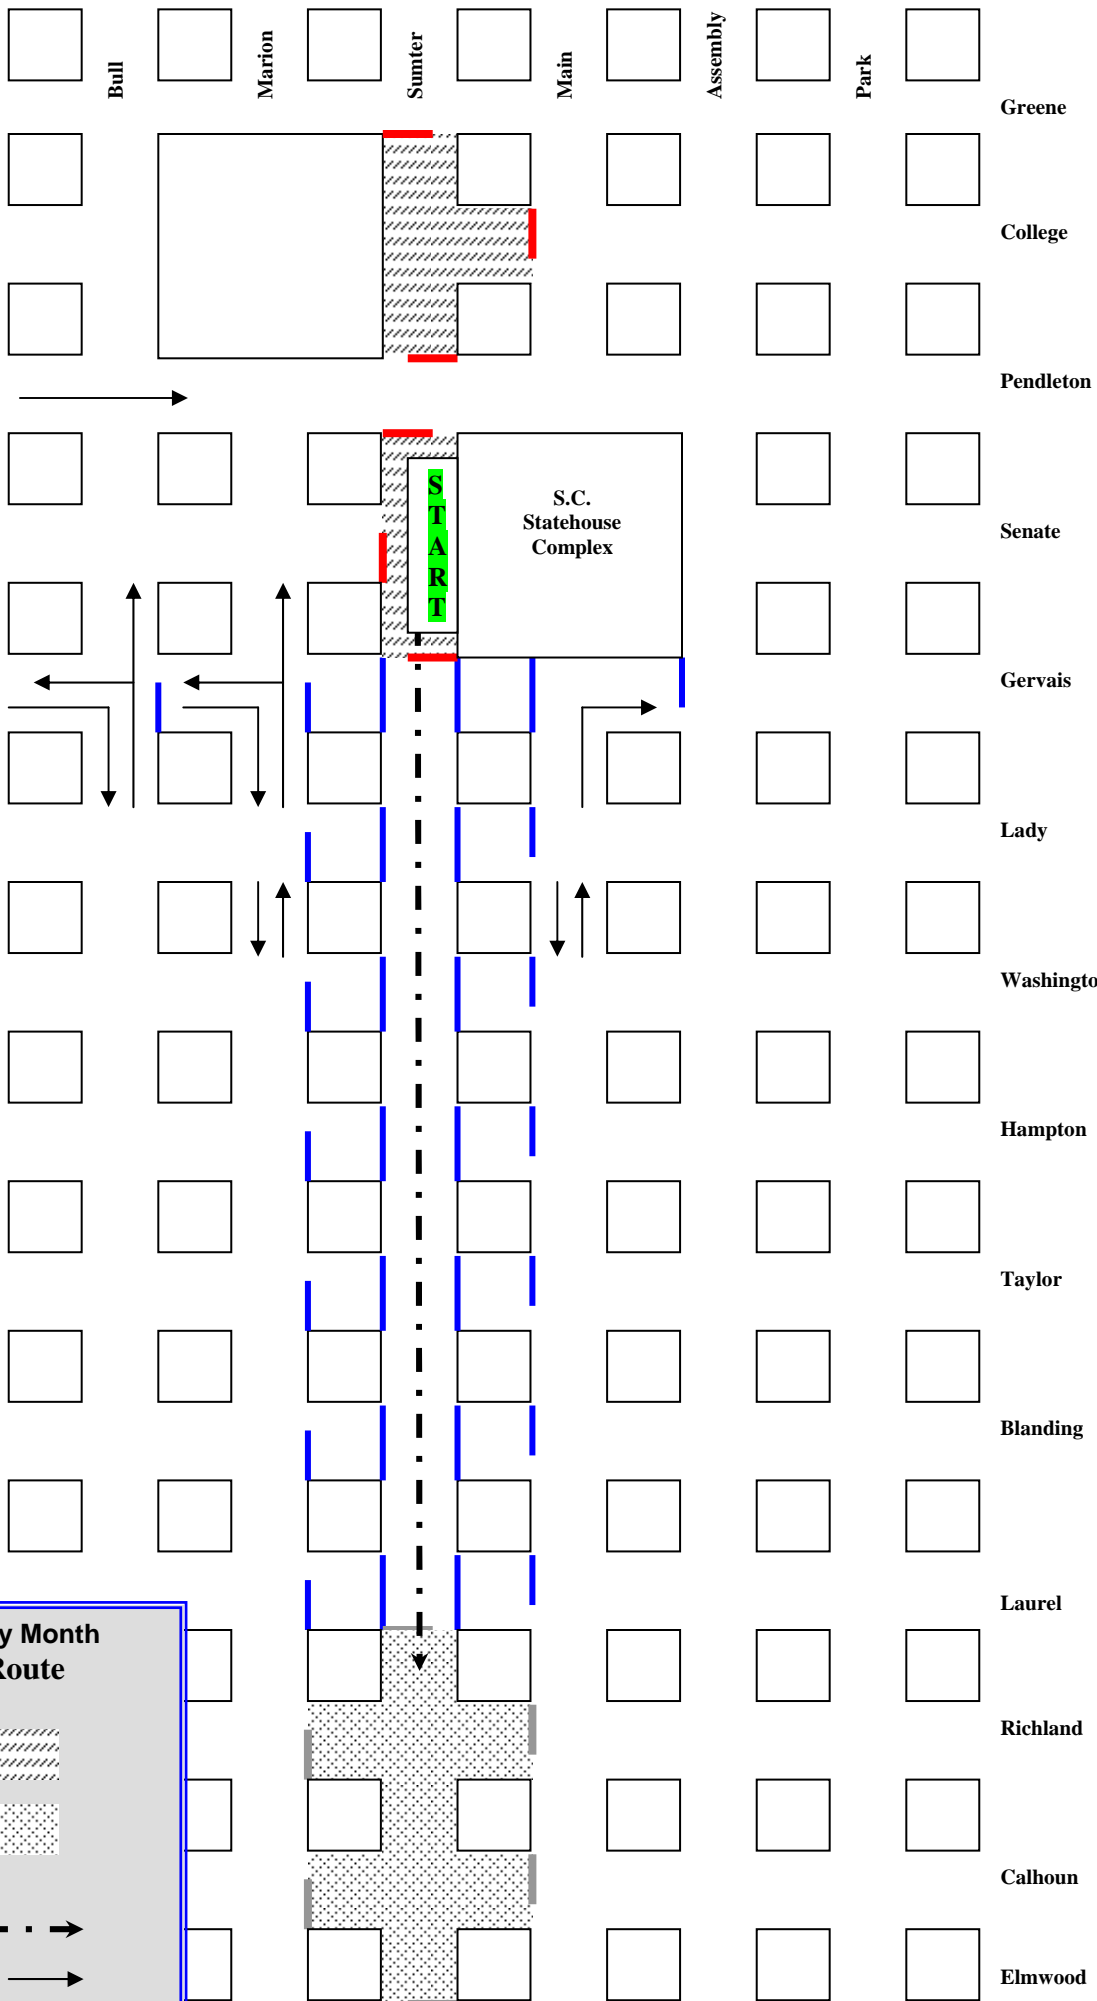 Bull
Marion
Sumter
Main
Assembly
Park
Greene
College
Pendleton
START
S.C.
Statehouse
Complex
Senate
Gervais
Lady
Washingto
Hampton
Taylor
Blanding
Laurel
y Month
Route
Richland
Calhoun
Elmwood